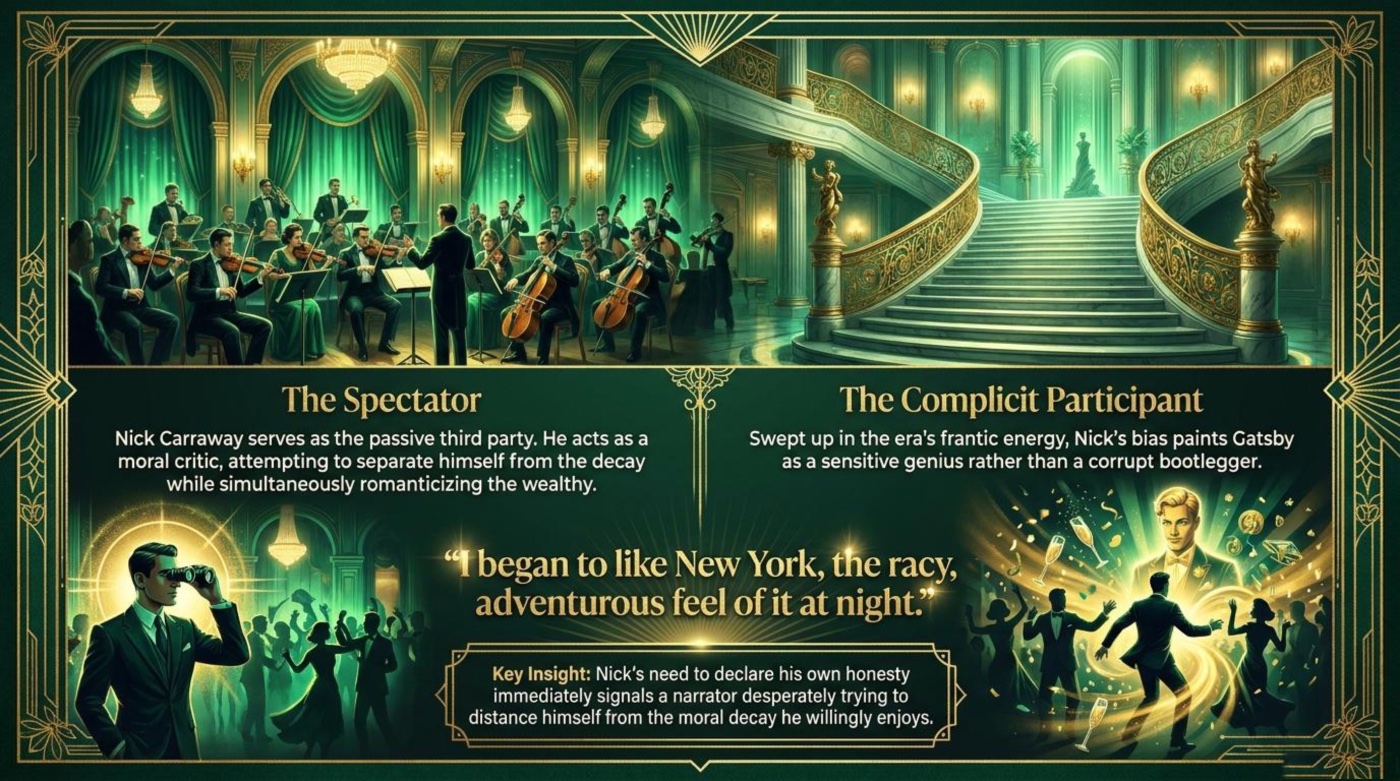 The Spectator
Nick Carraway serves as the passive third party. He acts as a
moral critic, attempting to separate himself from the decay
while simultaneously romanticizing the wealthy.
The Complicit Participant
Swept up in the era's frantic energy, Nick's bias paints Gatsby
as a sensitive genius rather than a corrupt bootlegger.
“I began to like New York, the racy,
adventurous feel of it at night.”
Key Insight: Nick's need to declare his own honesty
immediately signals a narrator desperately trying to
distance himself from the moral decay he willingly enjoys.